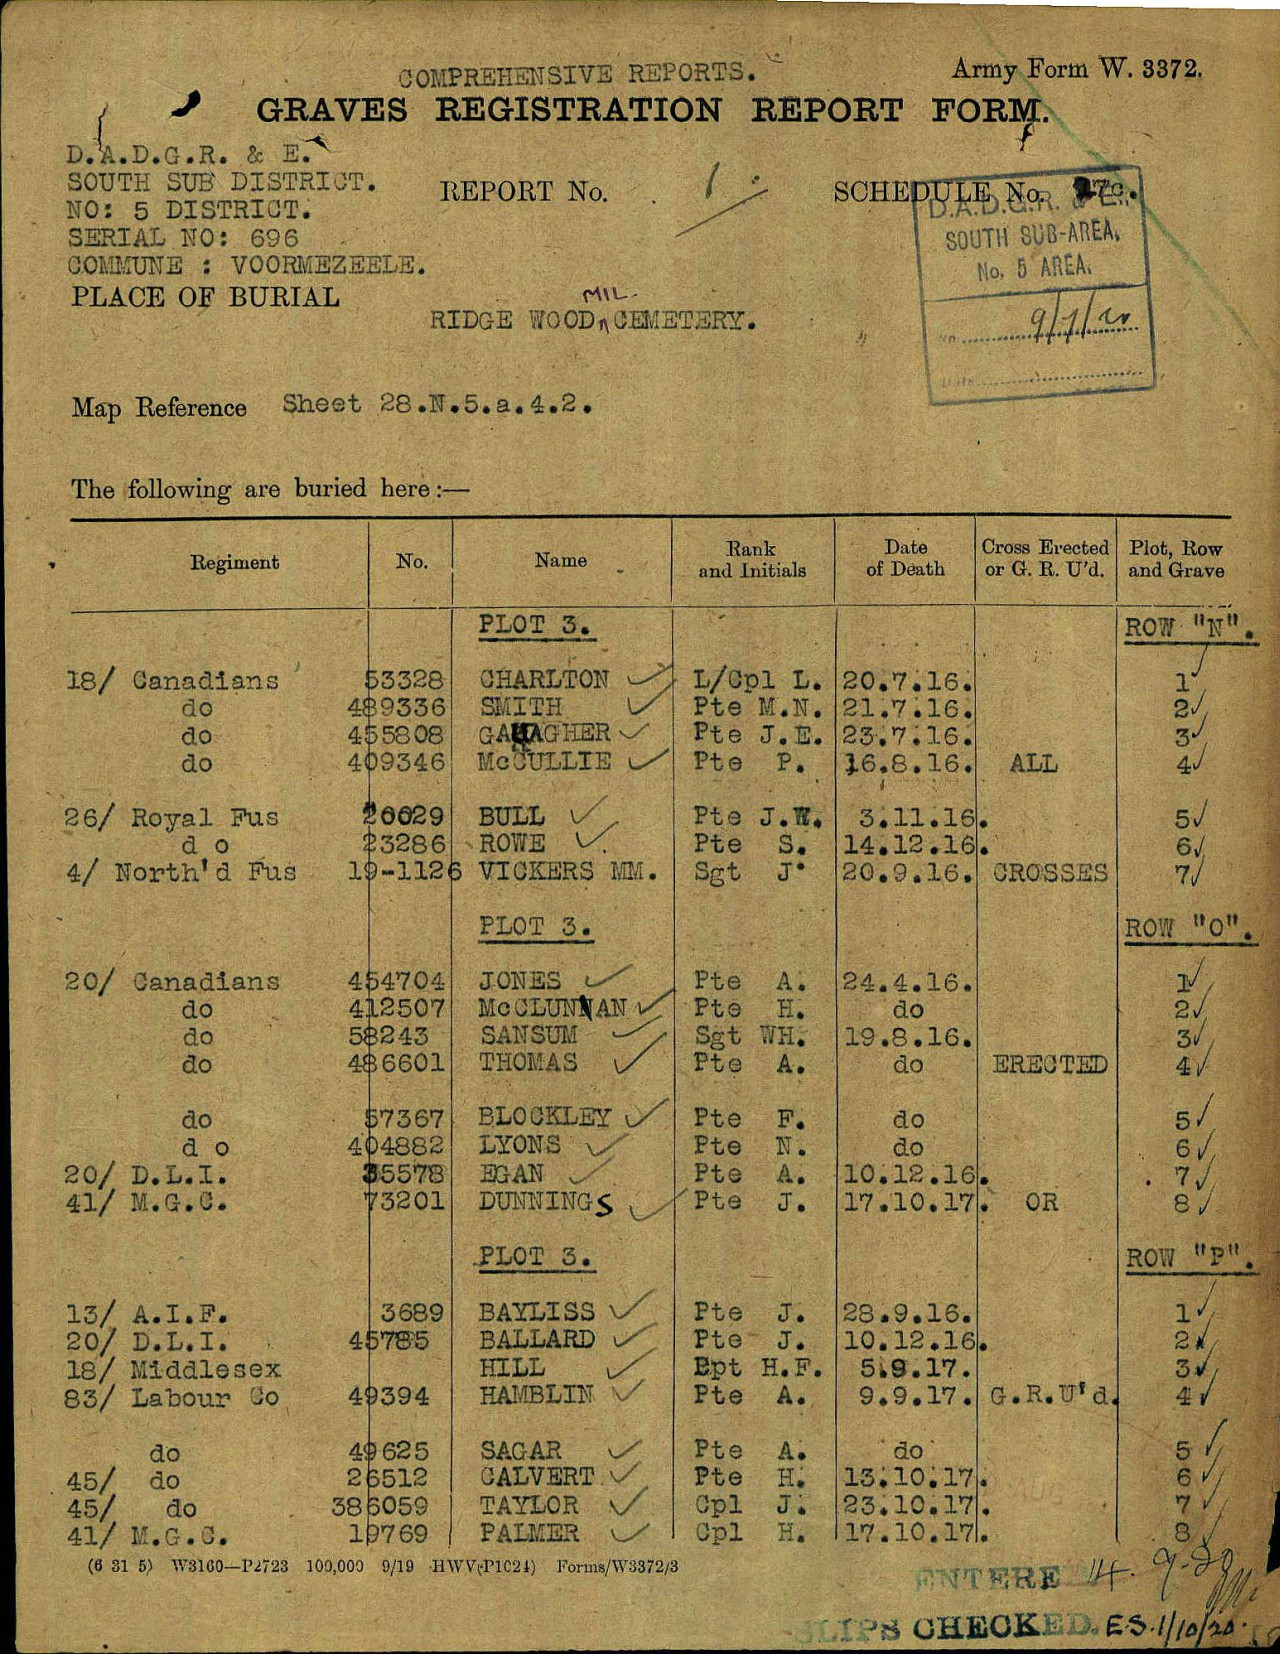 COMPREHENSIVE REPORTS.
Army Form W. 3372.
GRAVES REGISTRATION REPORT FORM.
D.A.D.G.R. & E.
SOUTH SUB DISTRICT.
NO: 5 DISTRICT.
SERIAL NO: 696
COMMUNE : VOORMEZEELE.
REPORT No. 1.
SCHEDULE No.
D.A.D.G.R. & E.,
SOUTH SUB-AREA,
No. 5 AREA.
PLACE OF BURIAL
MIL.
RIDGE WOOD CEMETERY.
Map Reference Sheet 28.N.5.a.4.2.
The following are buried here :—
Regiment No. Name Rank and Initials Date of Death Cross Erected or G. R. U'd. Plot, Row and Grave
PLOT 3. ROW "N".
18/ Canadians 53328 CHARLTON L/Cpl L. 20.7.16. 1
do 489336 SMITH Pte M.N. 21.7.16. 2
do 455808 GALLAGHER Pte J.E. 23.7.16. 3
do 409346 McCULLIE Pte P. 16.8.16. ALL 4
26/ Royal Fus 20029 BULL Pte J.W. 3.11.16. 5
d o 23286 ROWE Pte S. 14.12.16. 6
4/ North'd Fus 19-1126 VICKERS MM. Sgt J. 20.9.16. CROSSES 7
PLOT 3. ROW "O".
20/ Canadians 454704 JONES Pte A. 24.4.16. 1
do 412507 McCLUNNAN Pte H. do 2
do 58243 SANSUM Sgt WH. 19.8.16. 3
do 486601 THOMAS Pte A. do ERECTED 4
do 57367 BLOCKLEY Pte F. do 5
d o 404882 LYONS Pte N. do 6
20/ D.L.I. 35578 EGAN Pte A. 10.12.16. 7
41/ M.G.C. 73201 DUNNINGS Pte J. 17.10.17. OR 8
PLOT 3. ROW "P".
13/ A.I.F. 3689 BAYLISS Pte J. 28.9.16. 1
20/ D.L.I. 45785 BALLARD Pte J. 10.12.16. 2
18/ Middlesex HILL H.F. 5.9.17. 3
83/ Labour Co 49394 HAMBLIN Pte A. 9.9.17. G.R.U'd. 4
do 49625 SAGAR Pte A. do 5
45/ do 26512 CALVERT Pte H. 13.10.17. 6
45/ do 386059 TAYLOR Cpl J. 23.10.17. 7
41/ M.G.C. 19769 PALMER Cpl H. 17.10.17. 8
(6 31 5) W3160—P2723 100,000 9/19 HWV(P1024) Forms/W3372/3
ENTERE
SLIPS CHECKED. E.S. 1/10/20.